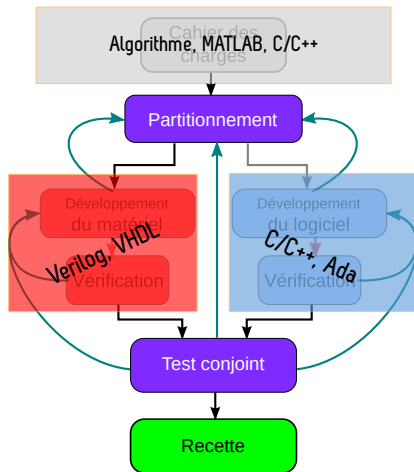 Cahier des
charges
Algorithme, MATLAB, C/C++
Partitionnement
Développement
du matériel
Vérification
Verilog, VHDL
Développement
du logiciel
Vérification
C/C++, Ada
Test conjoint
Recette